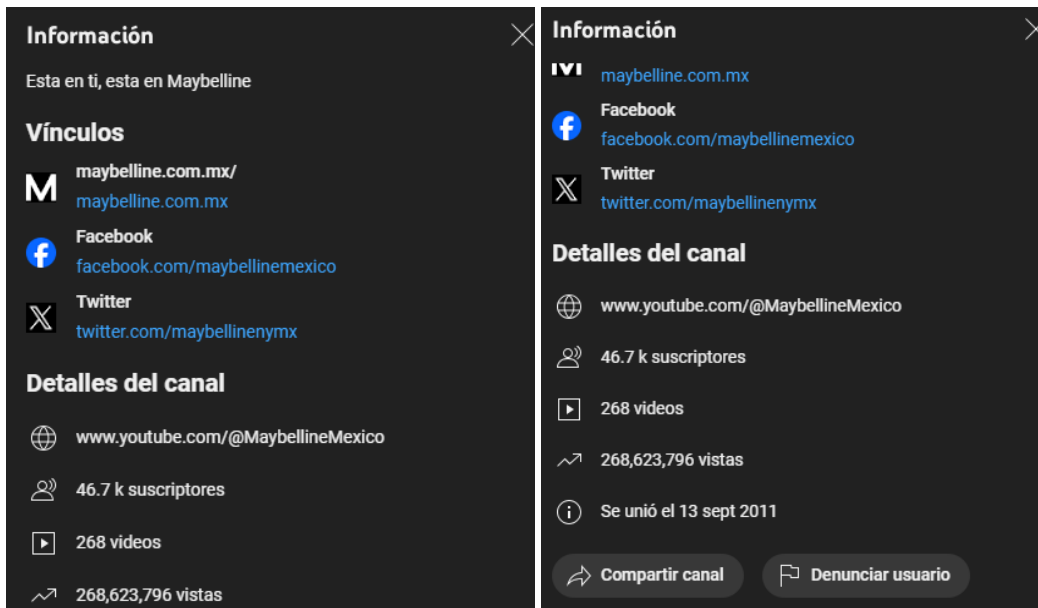 Información
Esta en ti, esta en Maybelline
Vínculos
M
maybelline.com.mx/
maybelline.com.mx
Facebook
facebook.com/maybellinemexico
Twitter
twitter.com/maybellinenymx
Detalles del canal
www.youtube.com/@MaybellineMexico
46.7 k suscriptores
268 videos
268,623,796 vistas
Información
maybelline.com.mx
Facebook
facebook.com/maybellinemexico
Twitter
twitter.com/maybellinenymx
Detalles del canal
www.youtube.com/@MaybellineMexico
46.7 k suscriptores
268 videos
268,623,796 vistas
Se unió el 13 sept 2011
Compartir canal
Denunciar usuario